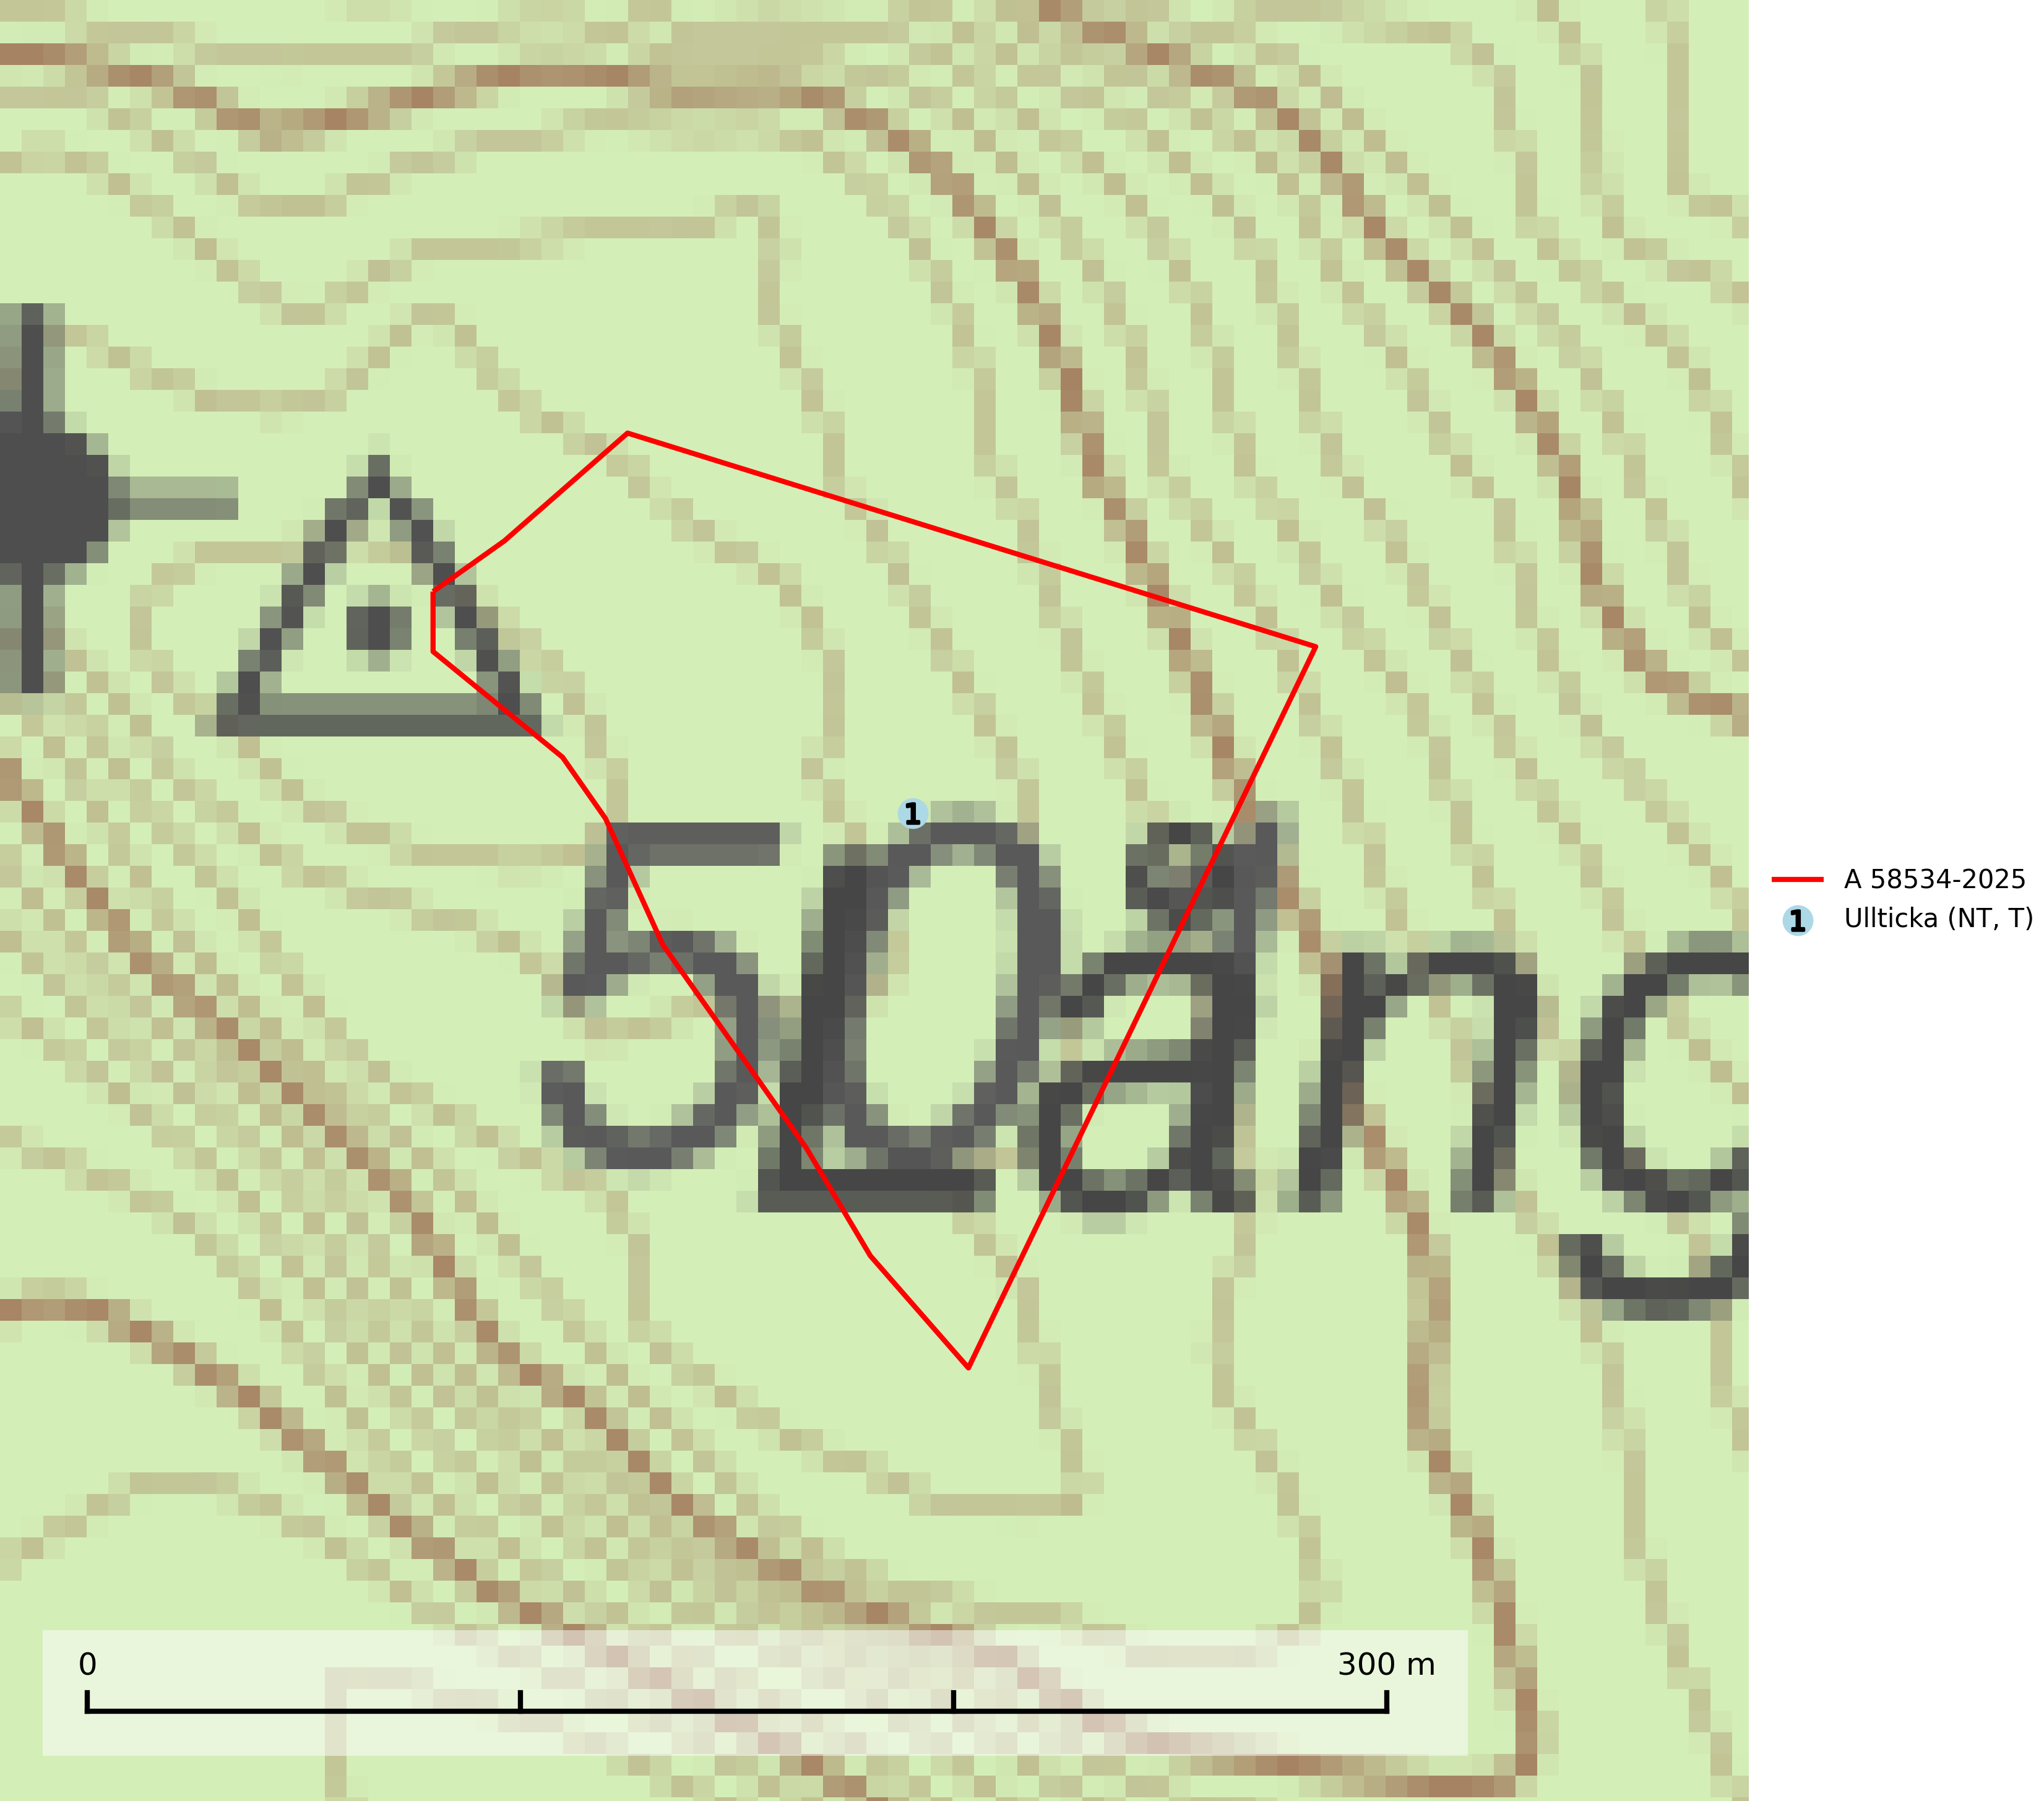 50
Lång
1
A 58534-2025
1 Ullticka (NT, T)
0 300 m